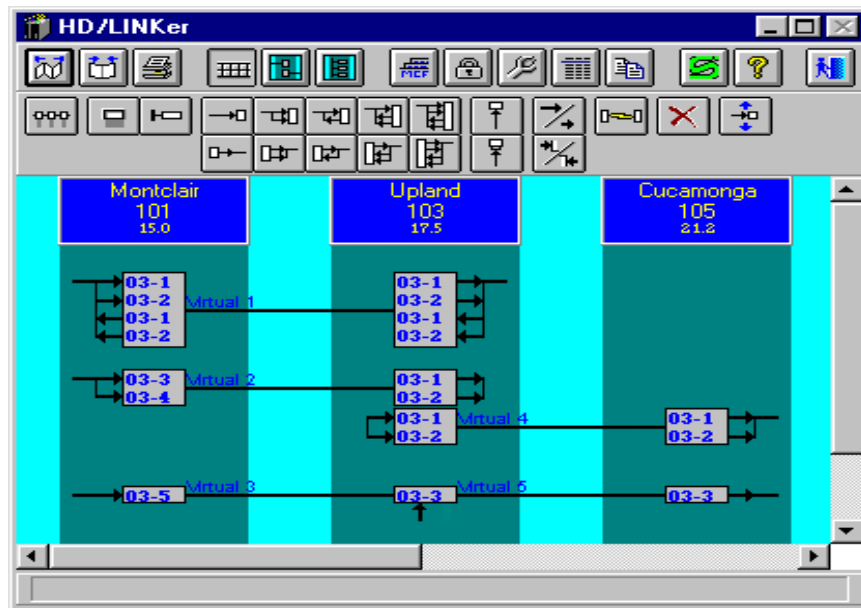 HD/LINKer
MCF
Montclair
101
15.0
Upland
103
17.5
Cucamonga
105
21.2
03-1
03-2
03-1
03-2
Virtual 1
03-1
03-2
03-1
03-2
03-3
03-4
Virtual 2
03-1
03-2
03-1
03-2
Virtual 4
03-1
03-2
03-5
Virtual 3
03-3
Virtual 5
03-3